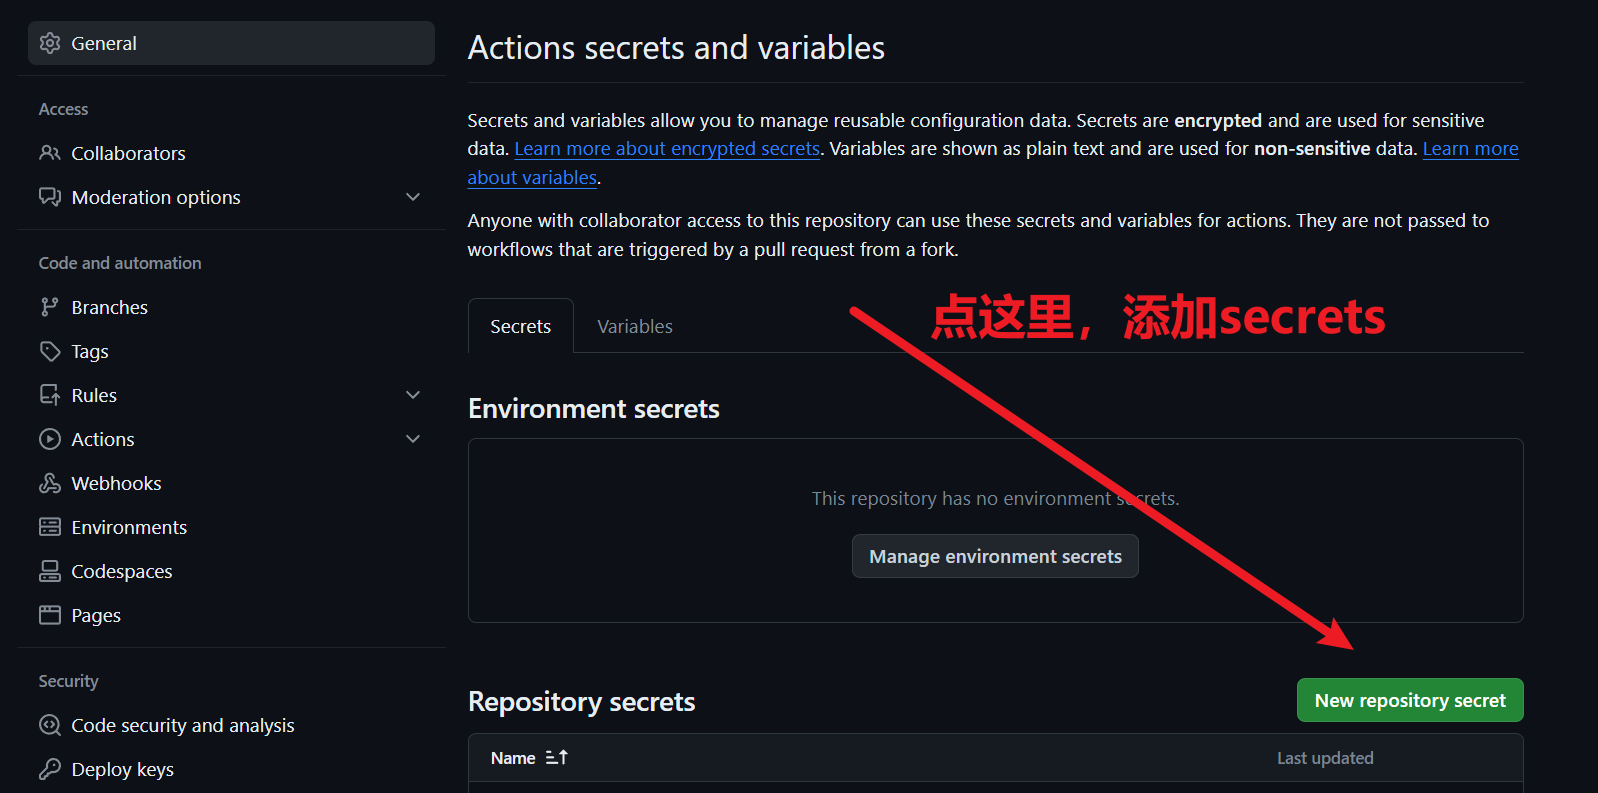 General
Access
Collaborators
Moderation options
Code and automation
Branches
Tags
Rules
Actions
Webhooks
Environments
Codespaces
Pages
Security
Code security and analysis
Deploy keys
Actions secrets and variables
Secrets and variables allow you to manage reusable configuration data. Secrets are encrypted and are used for sensitive
data. Learn more about encrypted secrets. Variables are shown as plain text and are used for non-sensitive data. Learn more
about variables.
Anyone with collaborator access to this repository can use these secrets and variables for actions. They are not passed to
workflows that are triggered by a pull request from a fork.
点这里，添加secrets
Secrets Variables
Environment secrets
This repository has no environment secrets.
Manage environment secrets
Repository secrets
New repository secret
Name Last updated